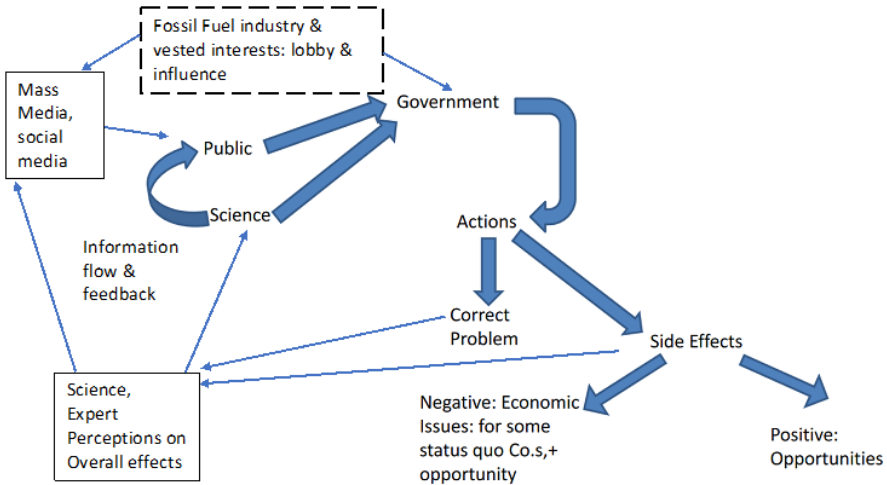 Fossil Fuel industry &
vested interests: lobby &
influence
Mass
Media,
social
media
Government
Public
Science
Information
flow &
feedback
Actions
Correct
Problem
Side Effects
Science,
Expert
Perceptions on
Overall effects
Negative: Economic
Issues: for some
status quo Co.s,+
opportunity
Positive:
Opportunities